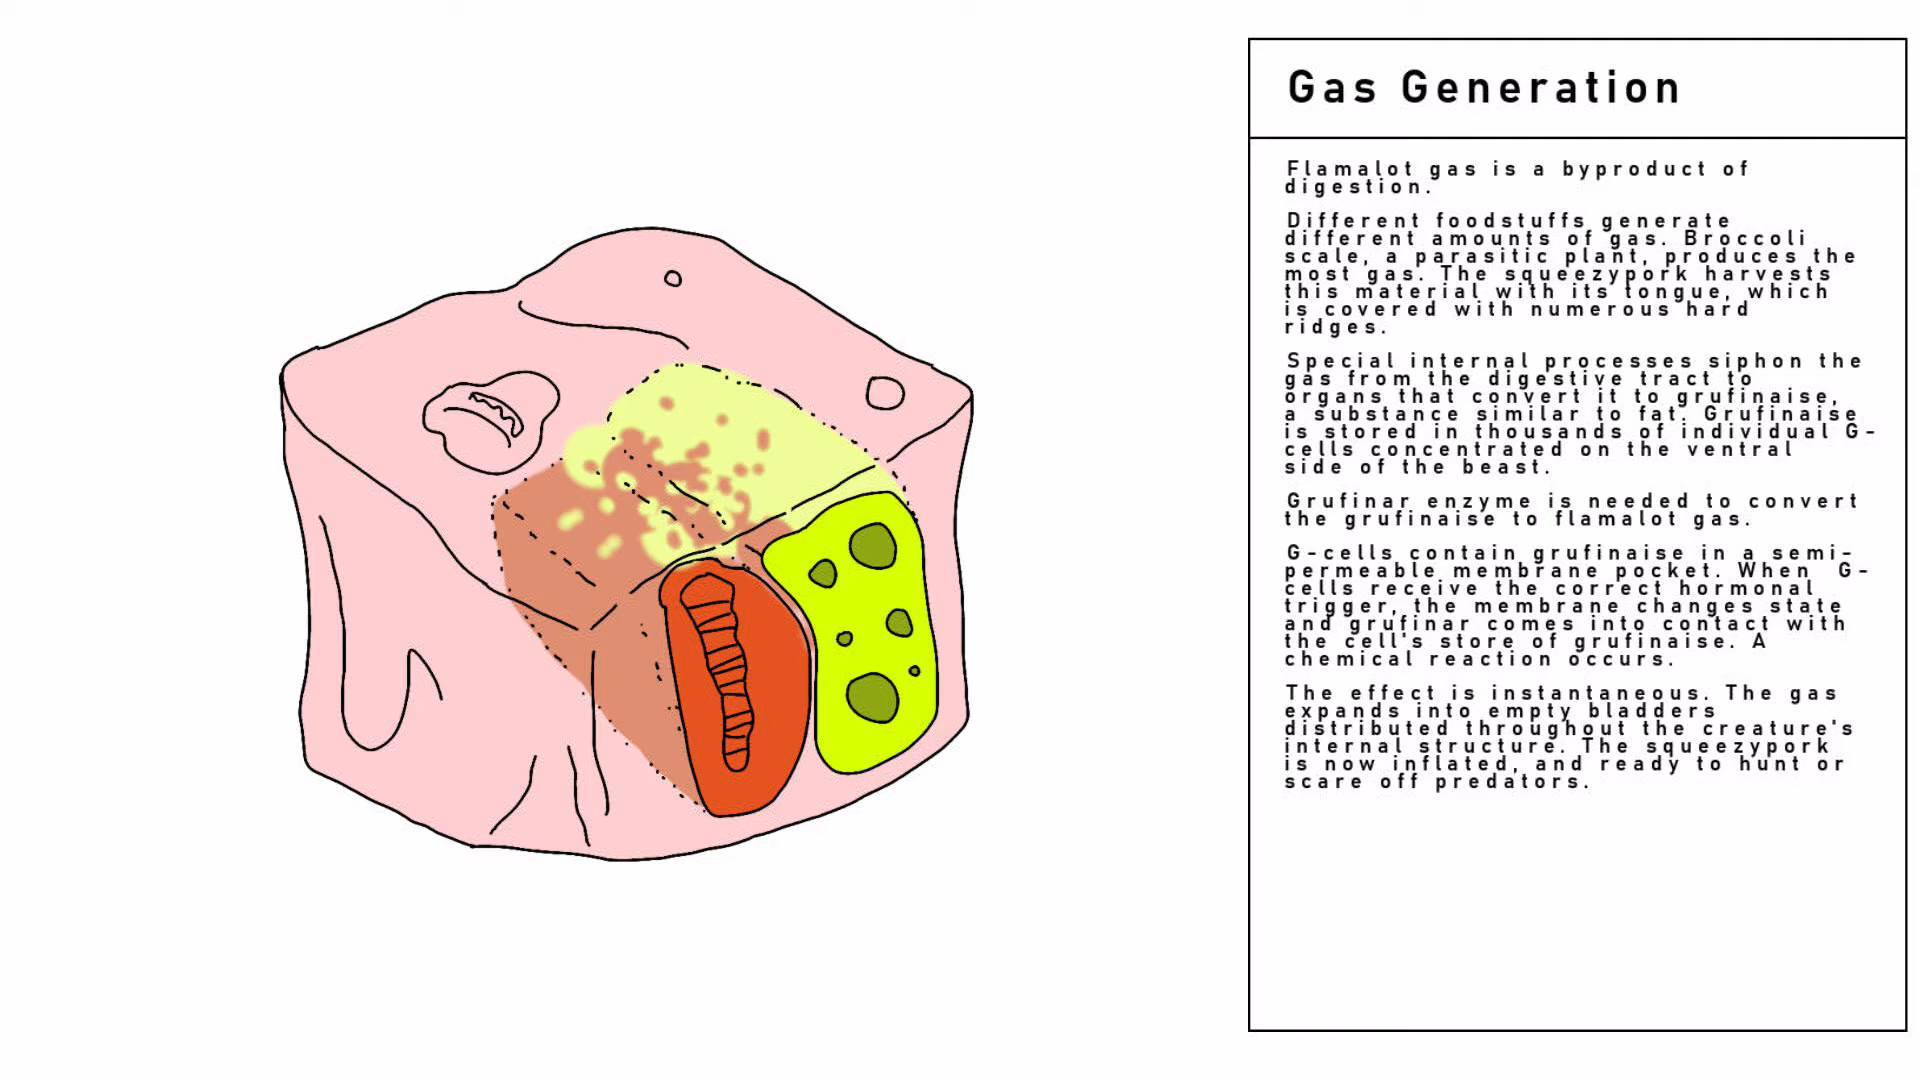 Gas Generation
Flamalot gas is a byproduct of
digestion.
Different foodstuffs generate
different amounts of gas. Broccoli
scale, a parasitic plant, produces the
most gas. The squeezypork harvests
this material with its tongue, which
is covered with numerous hard
ridges.
Special internal processes siphon the
gas from the digestive tract to
organs that convert it to grufinaise,
a substance similar to fat. Grufinaise
is stored in thousands of individual G-
cells concentrated on the ventral
side of the beast.
Grufinar enzyme is needed to convert
the grufinaise to flamalot gas.
G-cells contain grufinaise in a semi-
permeable membrane pocket. When G-
cells receive the correct hormonal
trigger, the membrane changes state
and grufinar comes into contact with
the cell's store of grufinaise. A
chemical reaction occurs.
The effect is instantaneous. The gas
expands into empty bladders
distributed throughout the creature's
internal structure. The squeezypork
is now inflated, and ready to hunt or
scare off predators.